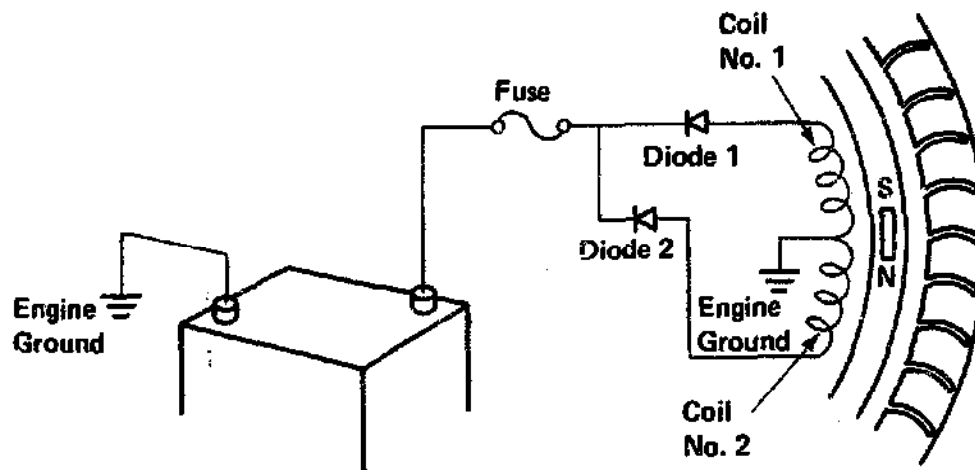 Coil
No. 1
Fuse
Diode 1
S
Diode 2
N
Engine
Ground
Engine
Ground
Coil
No. 2